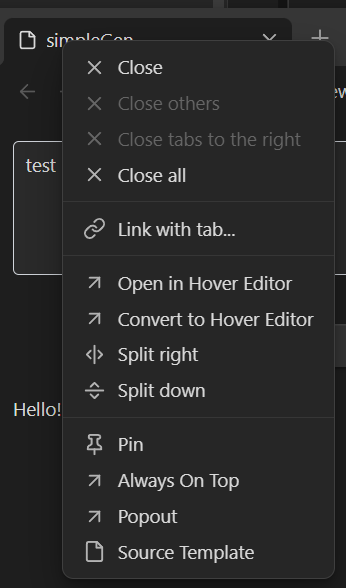 simpleGen
Close
Close others
Close tabs to the right
test
Close all
Link with tab...
Open in Hover Editor
Convert to Hover Editor
Split right
Split down
Hello!
Pin
Always On Top
Popout
Source Template